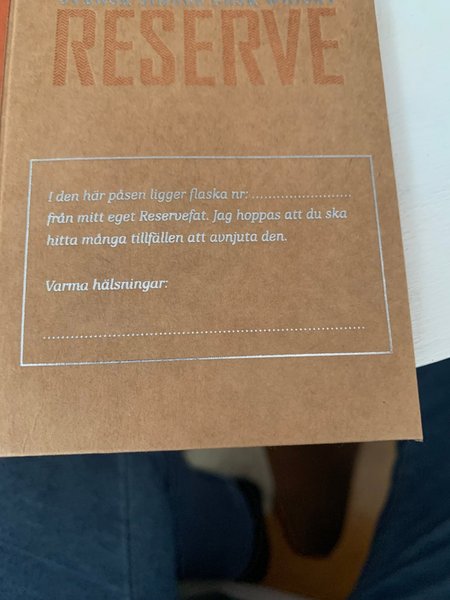 RESERVE
I den här påsen ligger flaska nr:........................
från mitt eget Reservefat. Jag hoppas att du ska
hitta många tillfällen att avnjuta den.
Varma hälsningar:
................................................................................